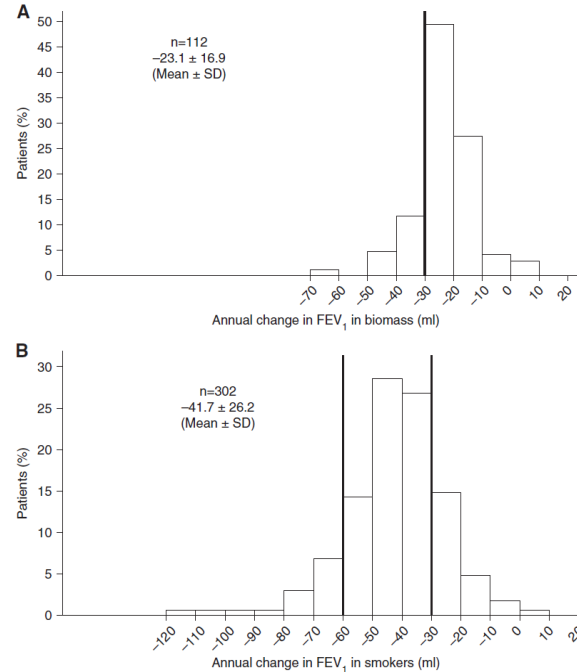 A
n=112
–23.1 ± 16.9
(Mean ± SD)
Patients (%)
50
45
40
35
30
25
20
15
10
5
0
–70 –60 –50 –40 –30 –20 –10 0 10 20
Annual change in FEV1 in biomass (ml)
B
n=302
–41.7 ± 26.2
(Mean ± SD)
Patients (%)
30
25
20
15
10
5
0
–120 –110 –100 –90 –80 –70 –60 –50 –40 –30 –20 –10 0 10 20
Annual change in FEV1 in smokers (ml)